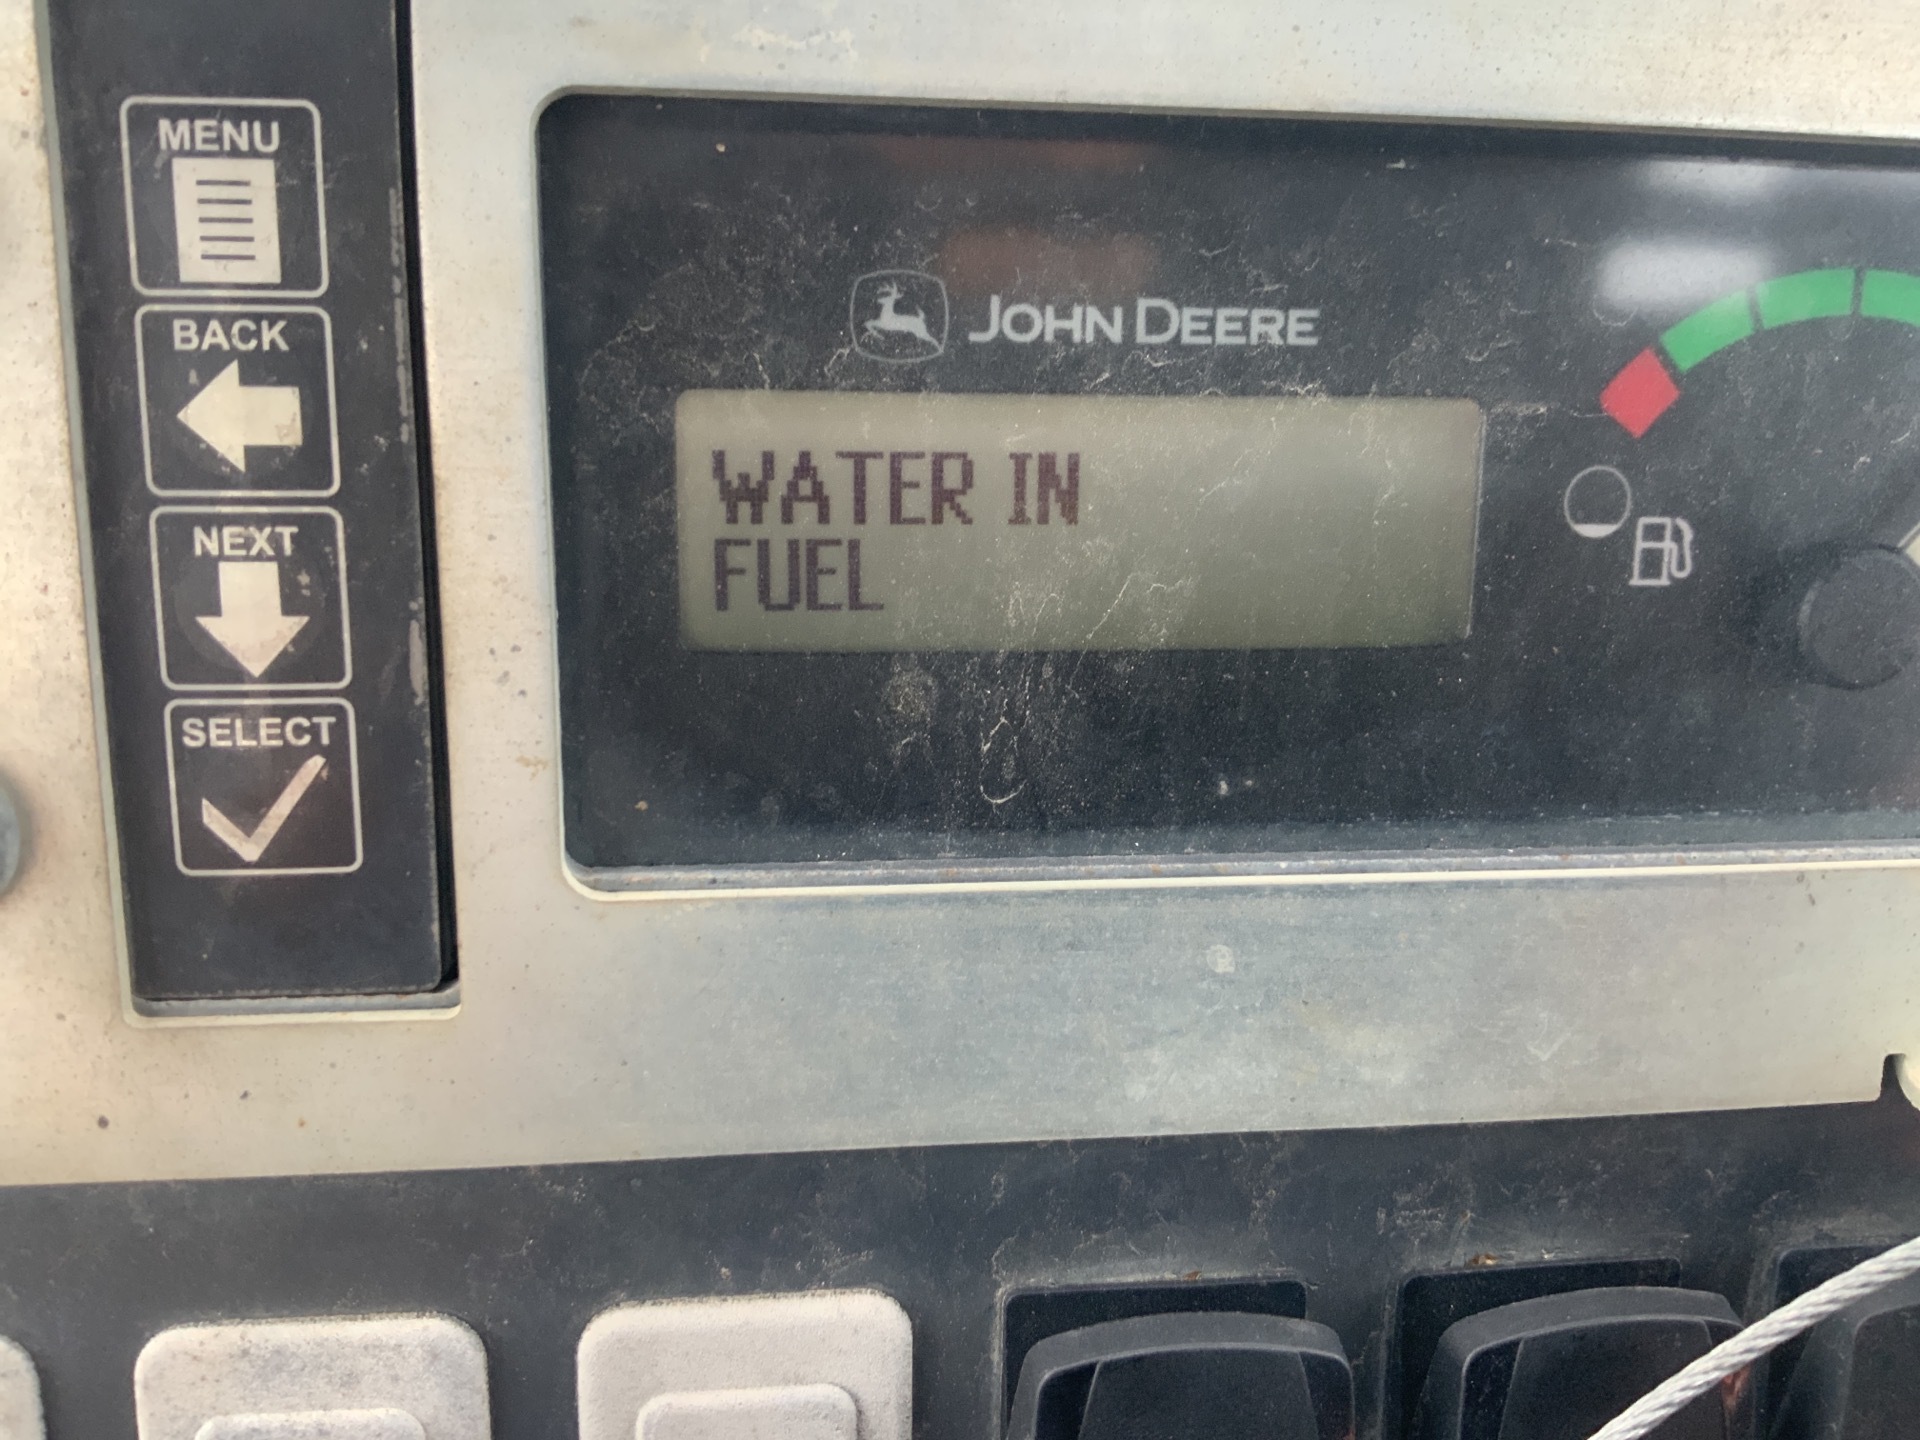 MENU
BACK
NEXT
SELECT
JOHN DEERE
WATER IN
FUEL